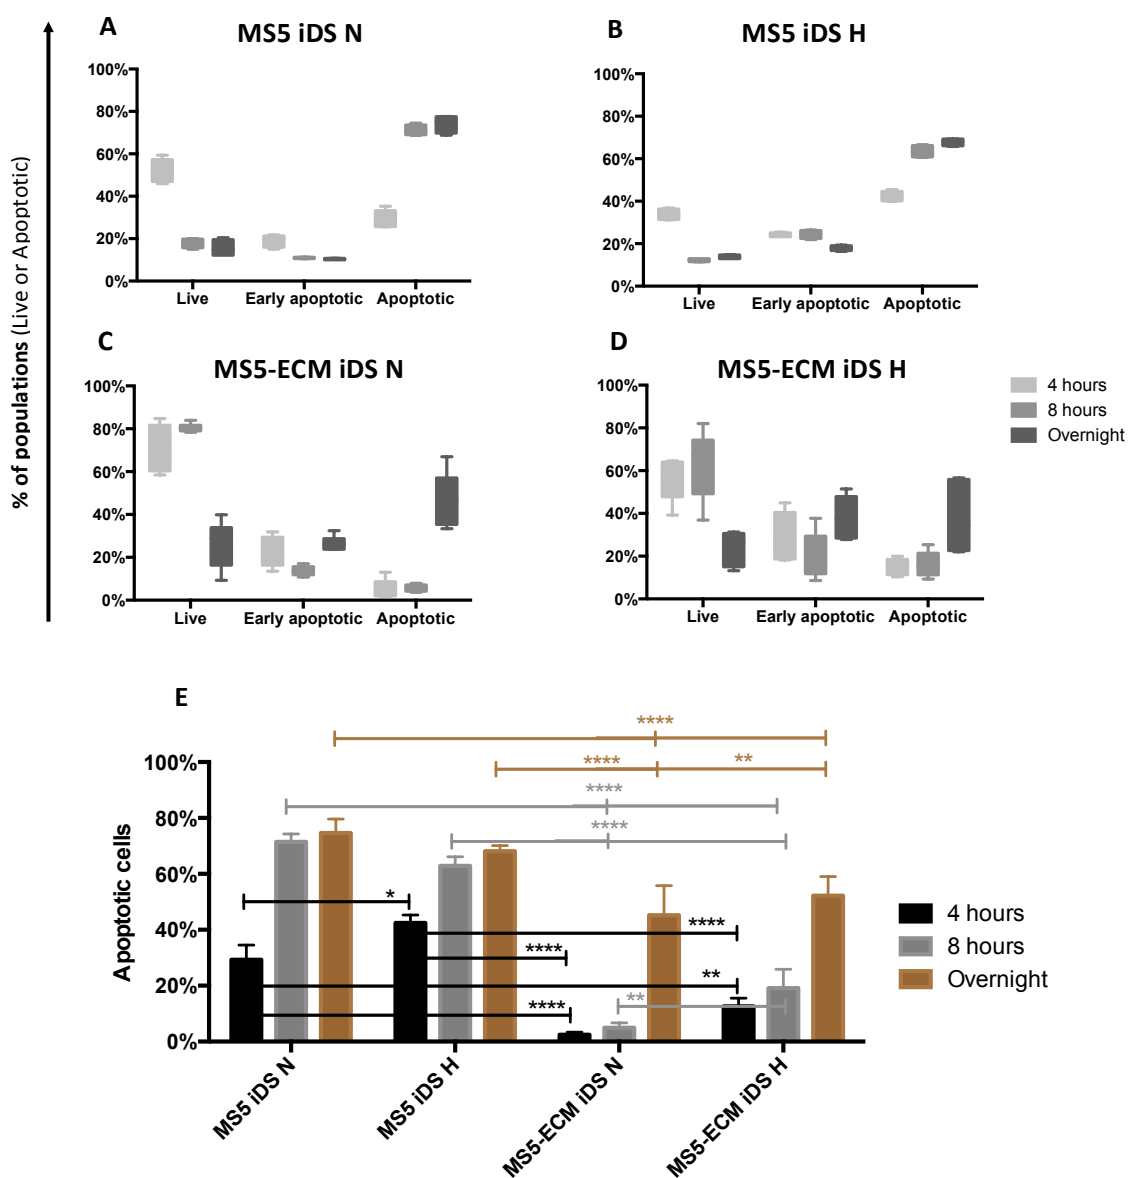 A
MS5 iDS N
B
MS5 iDS H
% of populations (Live or Apoptotic)
100%
80%
60%
40%
20%
0%
Live
Early apoptotic
Apoptotic
100%
80%
60%
40%
20%
0%
Live
Early apoptotic
Apoptotic
C
MS5-ECM iDS N
D
MS5-ECM iDS H
100%
80%
60%
40%
20%
0%
Live
Early apoptotic
Apoptotic
100%
80%
60%
40%
20%
0%
Live
Early apoptotic
Apoptotic
4 hours
8 hours
Overnight
E
Apoptotic cells
100%
80%
60%
40%
20%
0%
****
****
**
****
****
*
****
****
**
**
****
MS5 iDS N
MS5 iDS H
MS5-ECM iDS N
MS5-ECM iDS H
4 hours
8 hours
Overnight